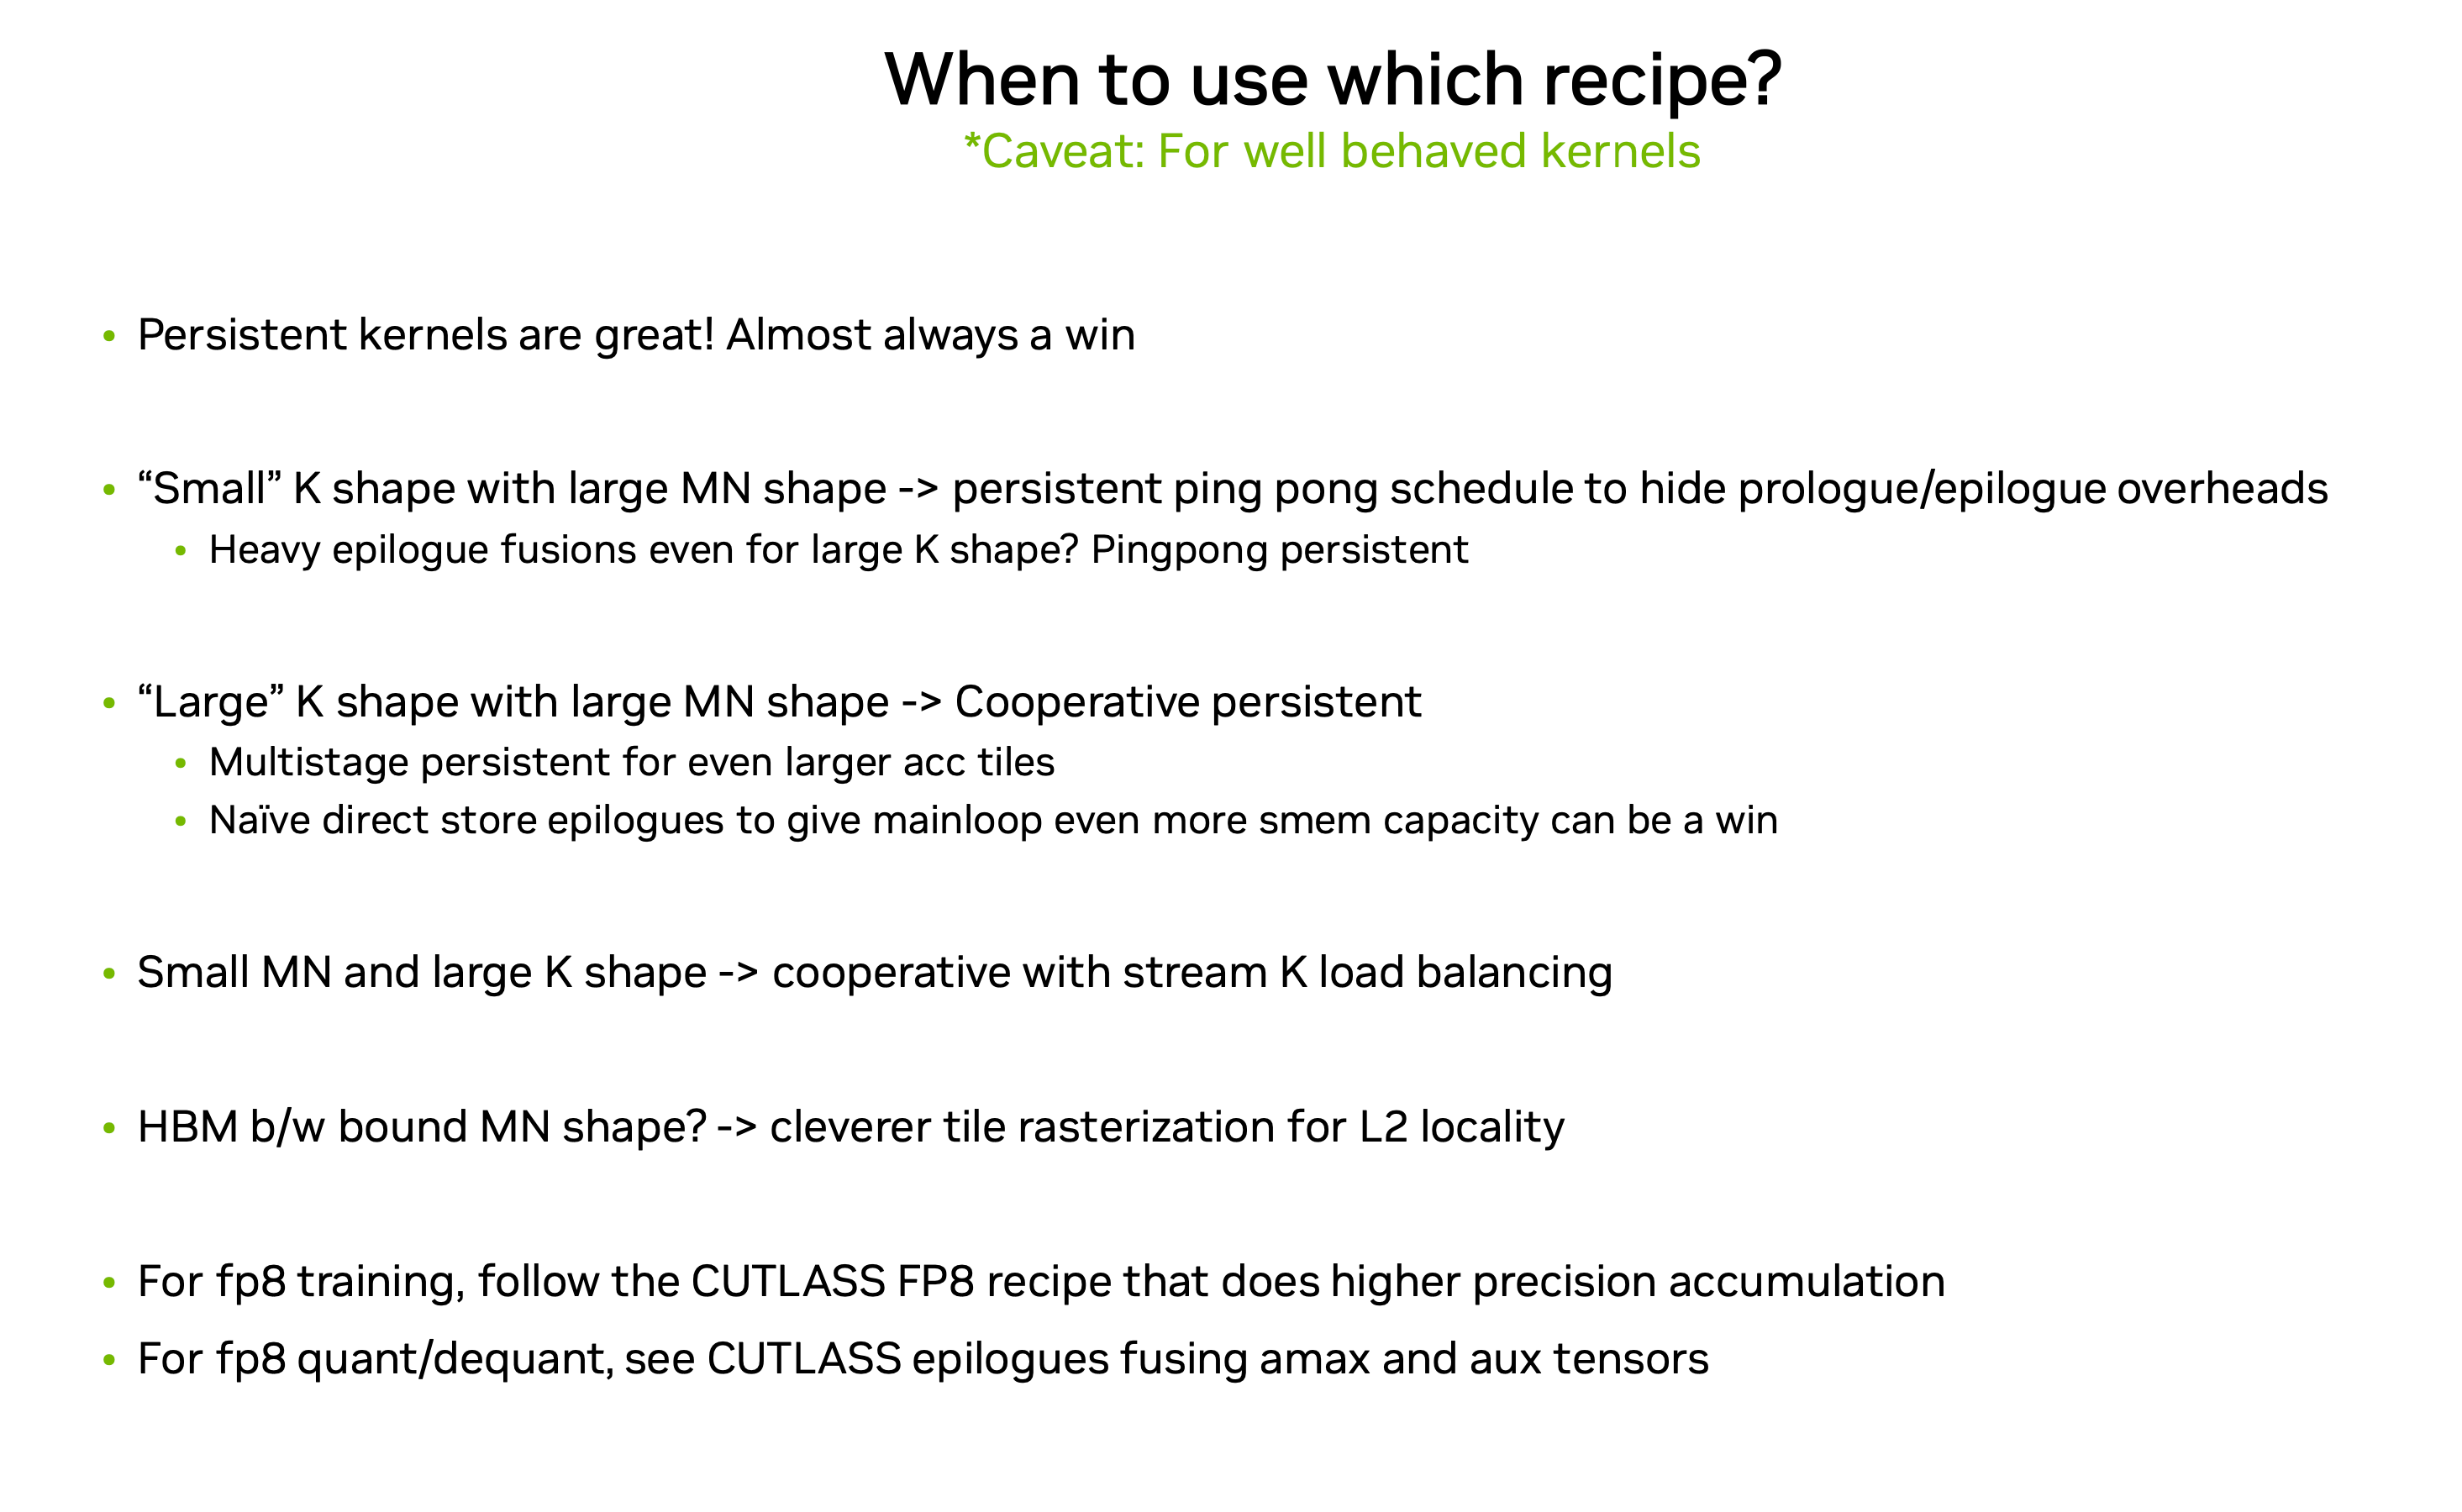 When to use which recipe?
*Caveat: For well behaved kernels
• Persistent kernels are great! Almost always a win
• “Small” K shape with large MN shape -> persistent ping pong schedule to hide prologue/epilogue overheads
• Heavy epilogue fusions even for large K shape? Pingpong persistent
• “Large” K shape with large MN shape -> Cooperative persistent
• Multistage persistent for even larger acc tiles
• Naïve direct store epilogues to give mainloop even more smem capacity can be a win
• Small MN and large K shape -> cooperative with stream K load balancing
• HBM b/w bound MN shape? -> cleverer tile rasterization for L2 locality
• For fp8 training, follow the CUTLASS FP8 recipe that does higher precision accumulation
• For fp8 quant/dequant, see CUTLASS epilogues fusing amax and aux tensors